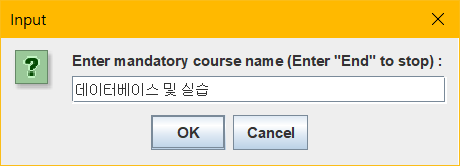 Input
Enter mandatory course name (Enter "End" to stop) :
데이터베이스 및 실습
OK Cancel